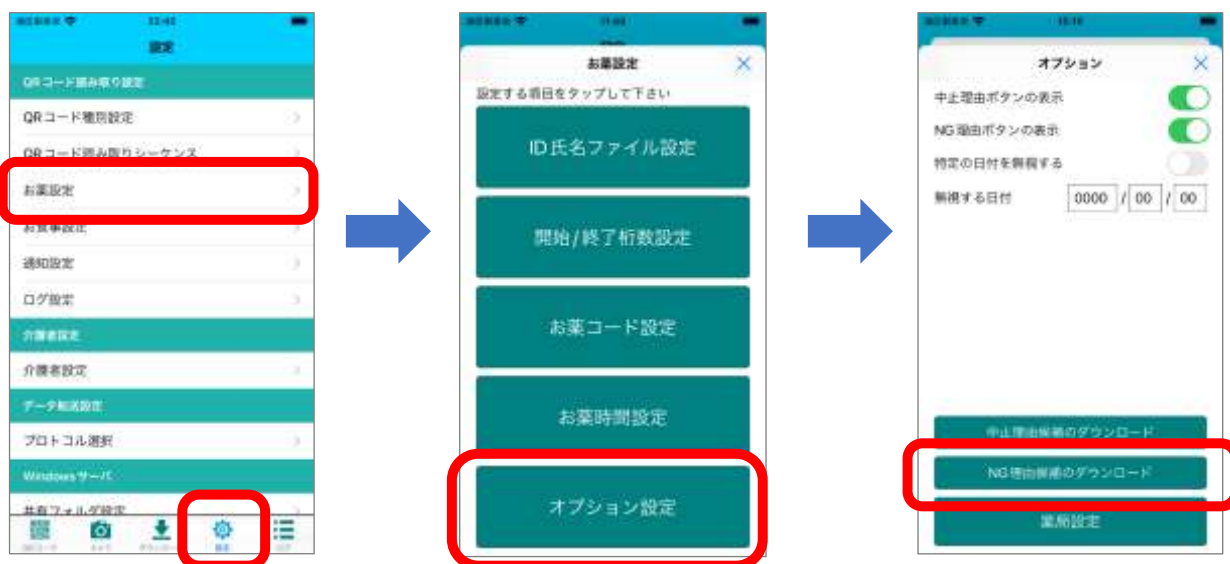 設定
QRコード読み取り設定
QRコード種別設定
QRコード読み取りシーケンス
お薬設定
お食事設定
通知設定
ログ設定
介護者設定
介護者設定
データ転送設定
プロトコル選択
Windowsサーバ
共有フォルダ設定
設定
お薬設定
設定する項目をタップして下さい
ID氏名ファイル設定
開始/終了桁数設定
お薬コード設定
お薬時間設定
オプション設定
オプション
中止理由ボタンの表示
NG理由ボタンの表示
特定の日付を無視する
無視する日付 0000 / 00 / 00
中止理由候補のダウンロード
NG理由候補のダウンロード
薬局設定